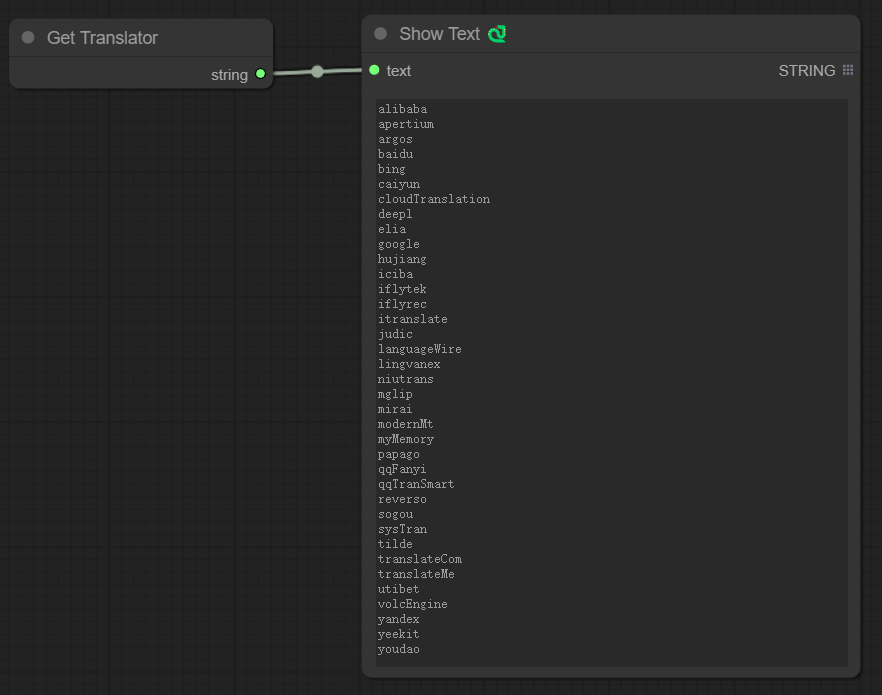 Get Translator
string
Show Text
text
STRING
alibaba
apertium
argos
baidu
bing
caiyun
cloudTranslation
deepl
elia
google
hujiang
iciba
iflytek
iflyrec
itranslate
judic
languageWire
lingvanex
niutrans
mglip
mirai
modernMt
myMemory
papago
qqFanyi
qqTranSmart
reverso
sogou
sysTran
tilde
translateCom
translateMe
utibet
volcEngine
yandex
yeekit
youdao